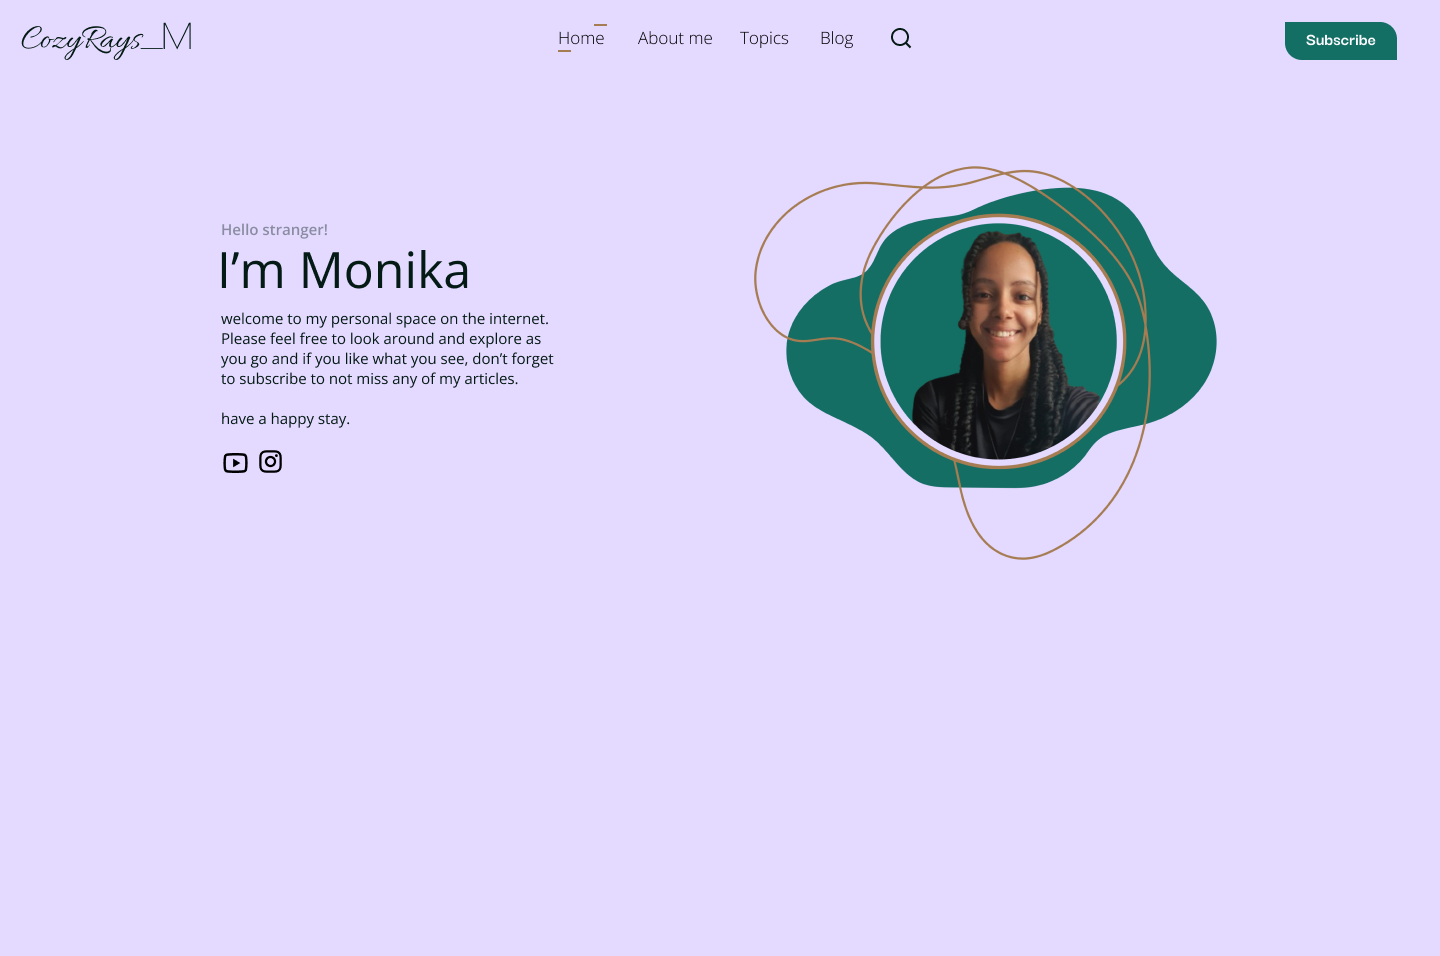 CozyRays_M
Home About me Topics Blog
Subscribe
Hello stranger!
I’m Monika
welcome to my personal space on the internet.
Please feel free to look around and explore as
you go and if you like what you see, don’t forget
to subscribe to not miss any of my articles.
have a happy stay.